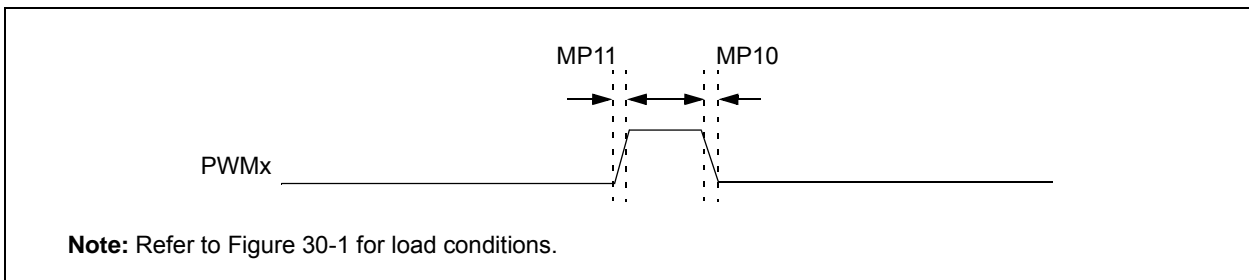 MP11 MP10
PWMx
Note: Refer to Figure 30-1 for load conditions.